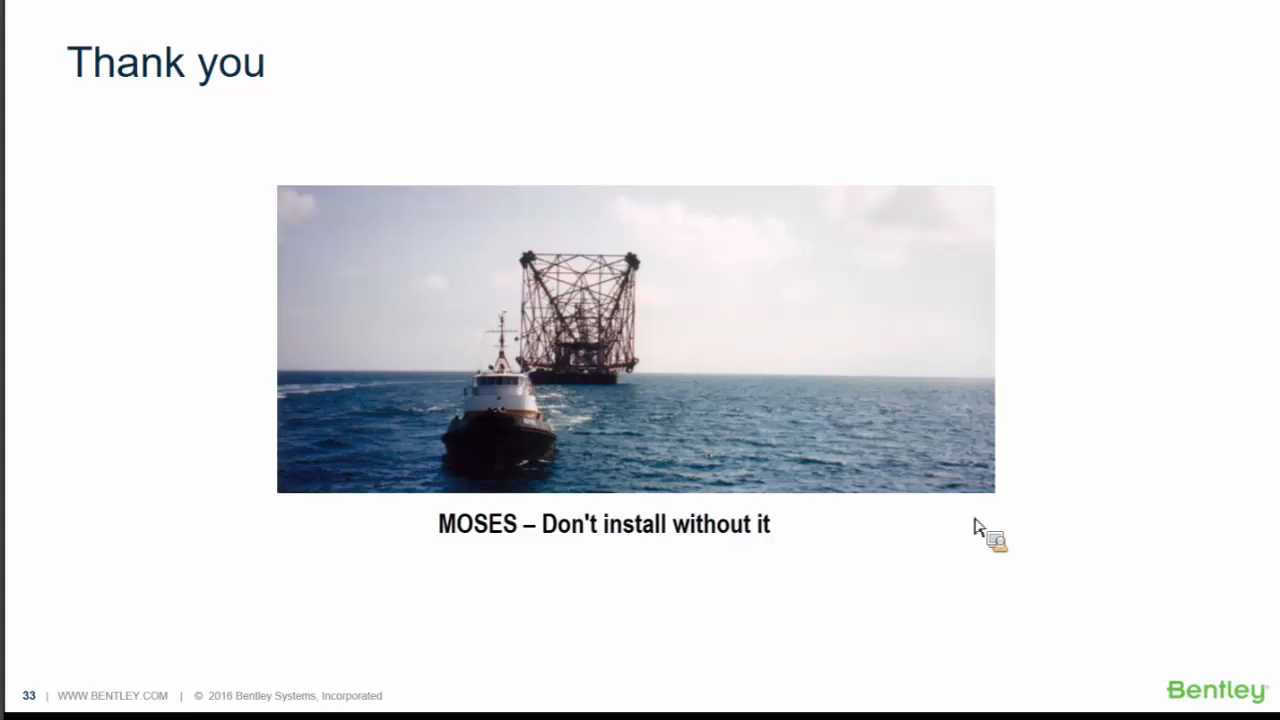 Thank you
MOSES – Don't install without it
33 | WWW.BENTLEY.COM | © 2016 Bentley Systems, Incorporated
Bentley®